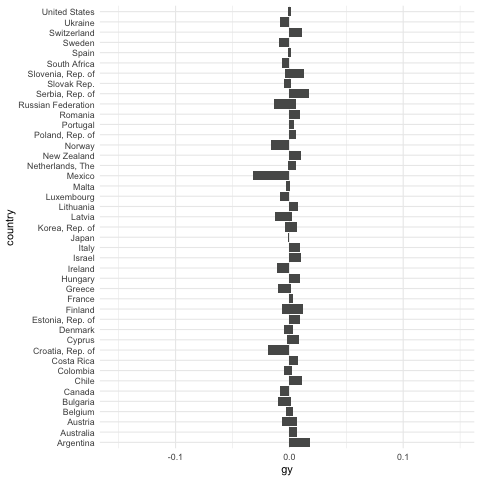 United States
Ukraine
Switzerland
Sweden
Spain
South Africa
Slovenia, Rep. of
Slovak Rep.
Serbia, Rep. of
Russian Federation
Romania
Portugal
Poland, Rep. of
Norway
New Zealand
Netherlands, The
Mexico
Malta
Luxembourg
Lithuania
Latvia
Korea, Rep. of
Japan
Italy
Israel
Ireland
Hungary
Greece
France
Finland
Estonia, Rep. of
Denmark
Cyprus
Croatia, Rep. of
Costa Rica
Colombia
Chile
Canada
Bulgaria
Belgium
Austria
Australia
Argentina
country
-0.1 0.0 0.1
gy